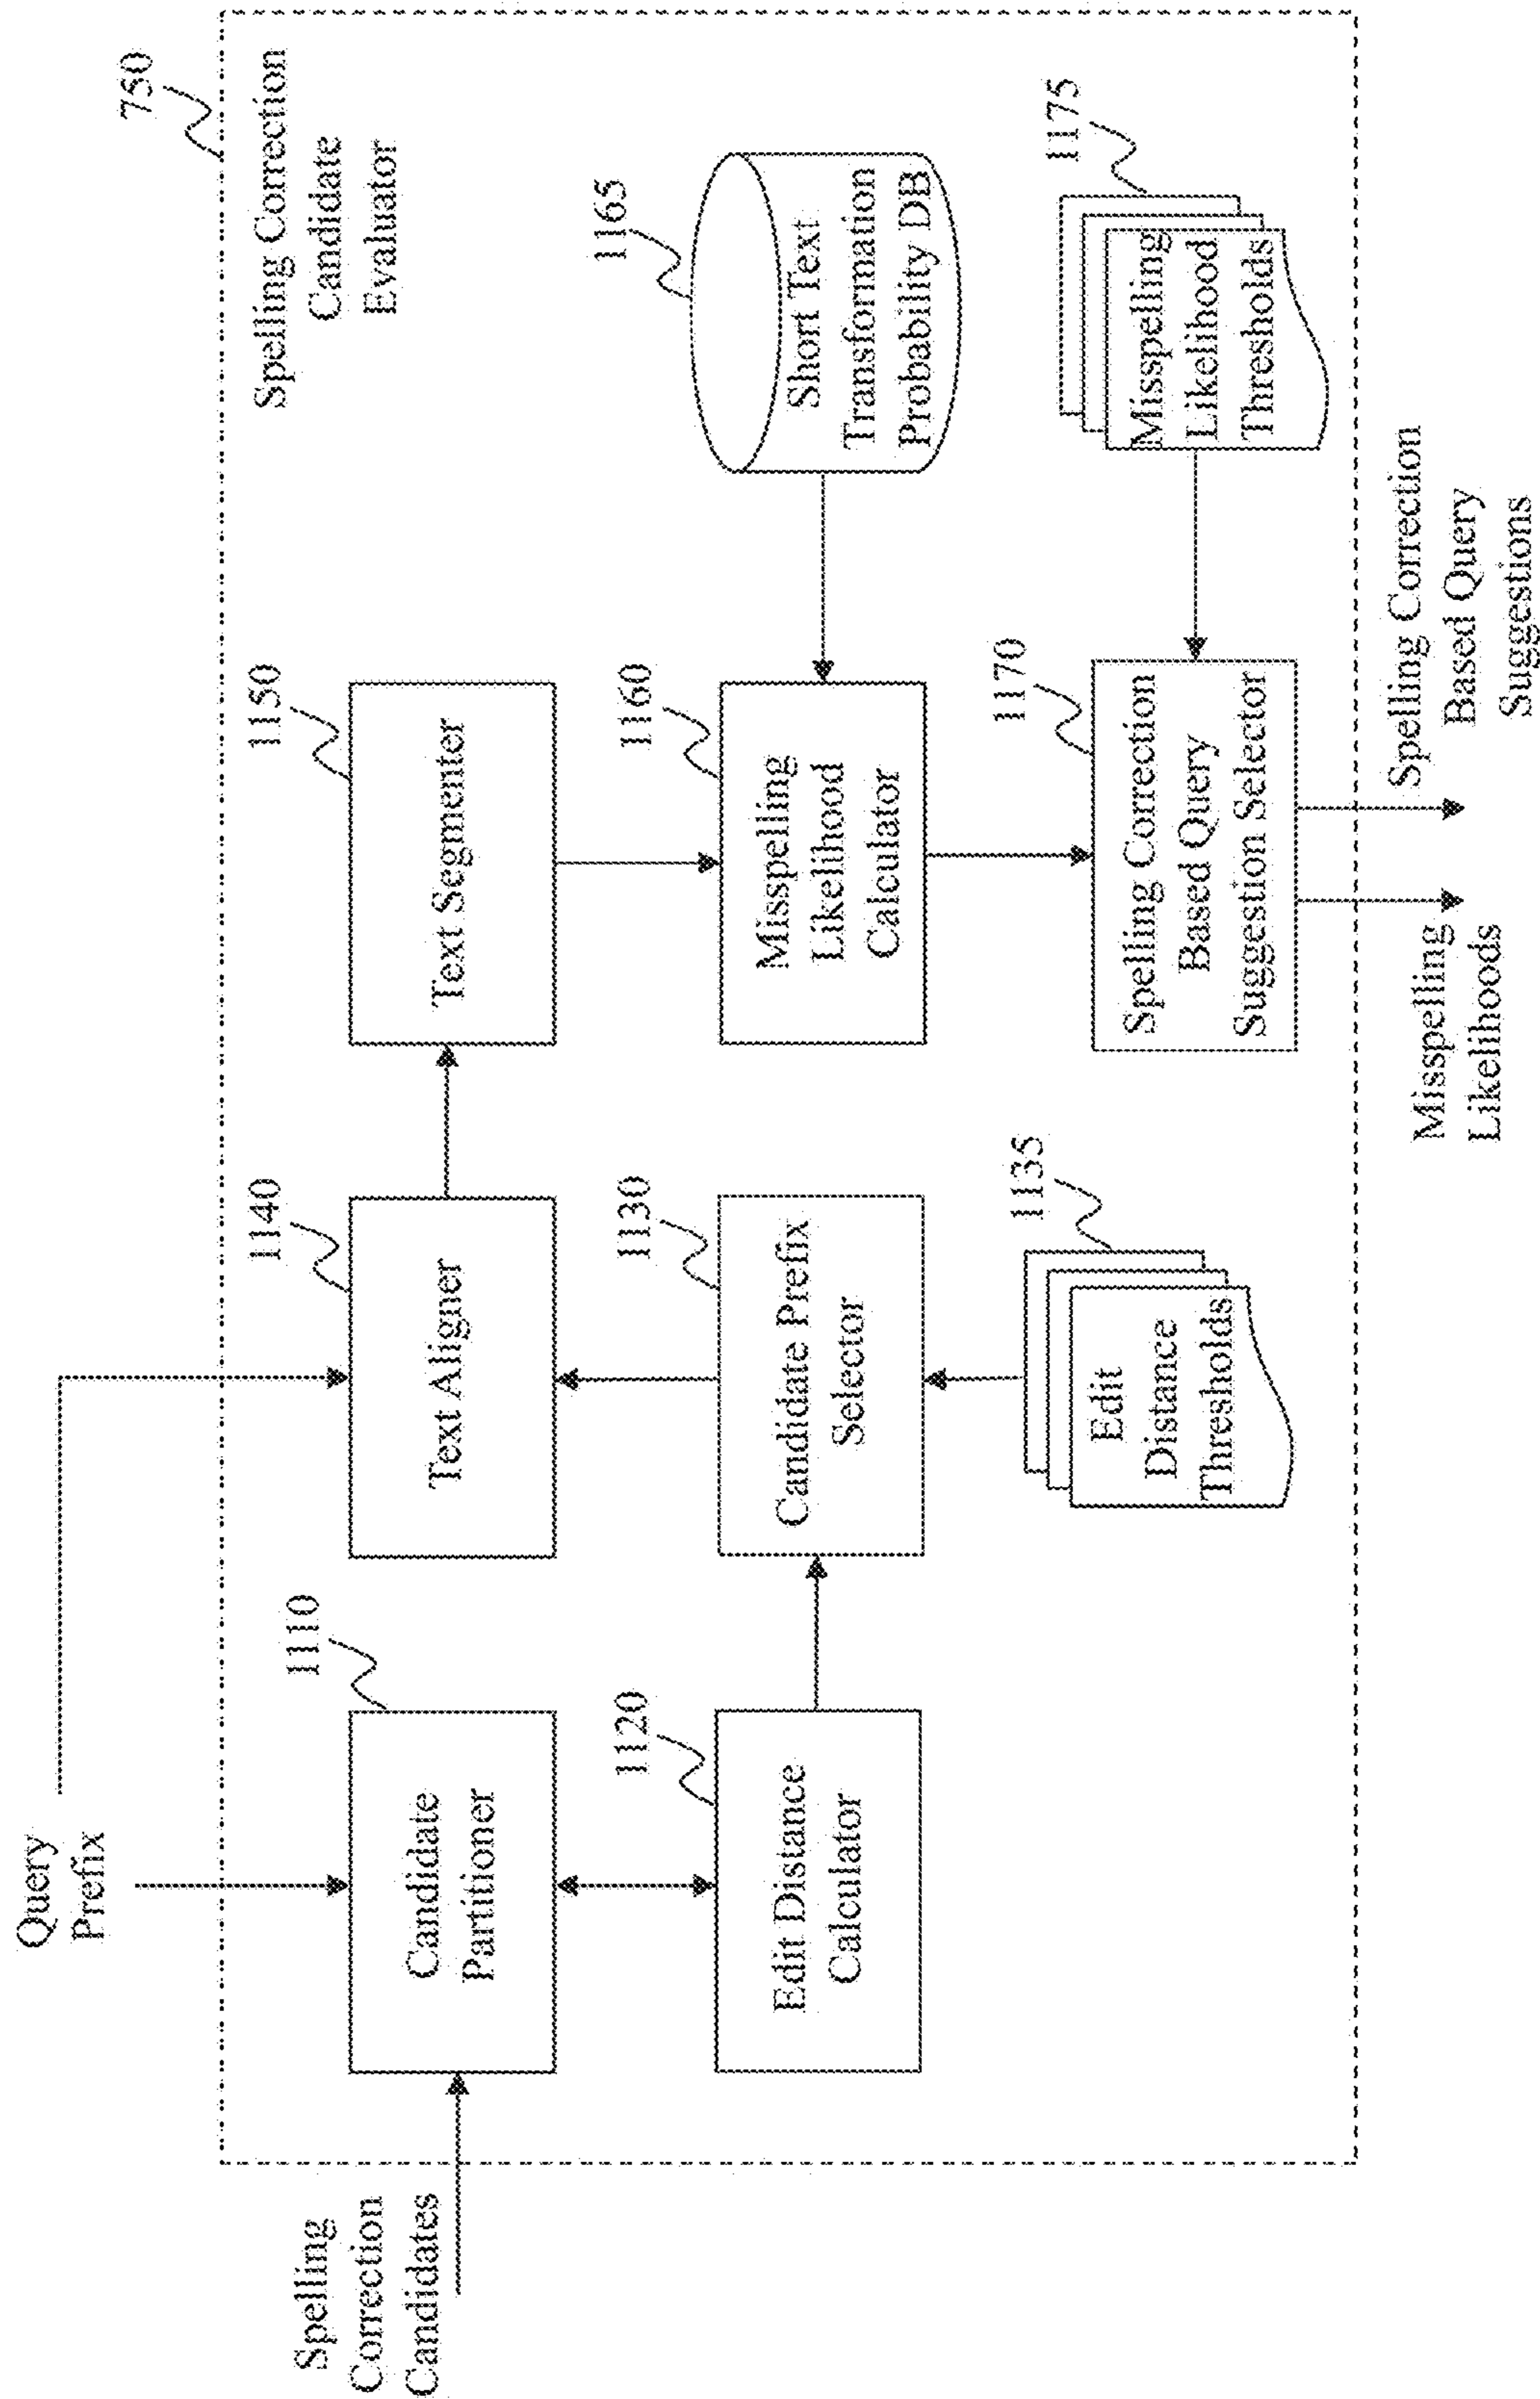 750
Spelling Correction
Candidate
Evaluator
Query
Prefix
Spelling
Correction
Candidates
1110
Candidate
Partitioner
1140
Text Aligner
1150
Text Segmenter
1120
Edit Distance
Calculator
1130
Candidate Prefix
Selector
1160
Misspelling
Likelihood
Calculator
1165
Short Text
Transformation
Probability DB
1135
Edit
Distance
Thresholds
1170
Spelling Correction
Based Query
Suggestion Selector
1175
Misspelling
Likelihood
Thresholds
Misspelling
Likelihoods
Spelling Correction
Based Query
Suggestions